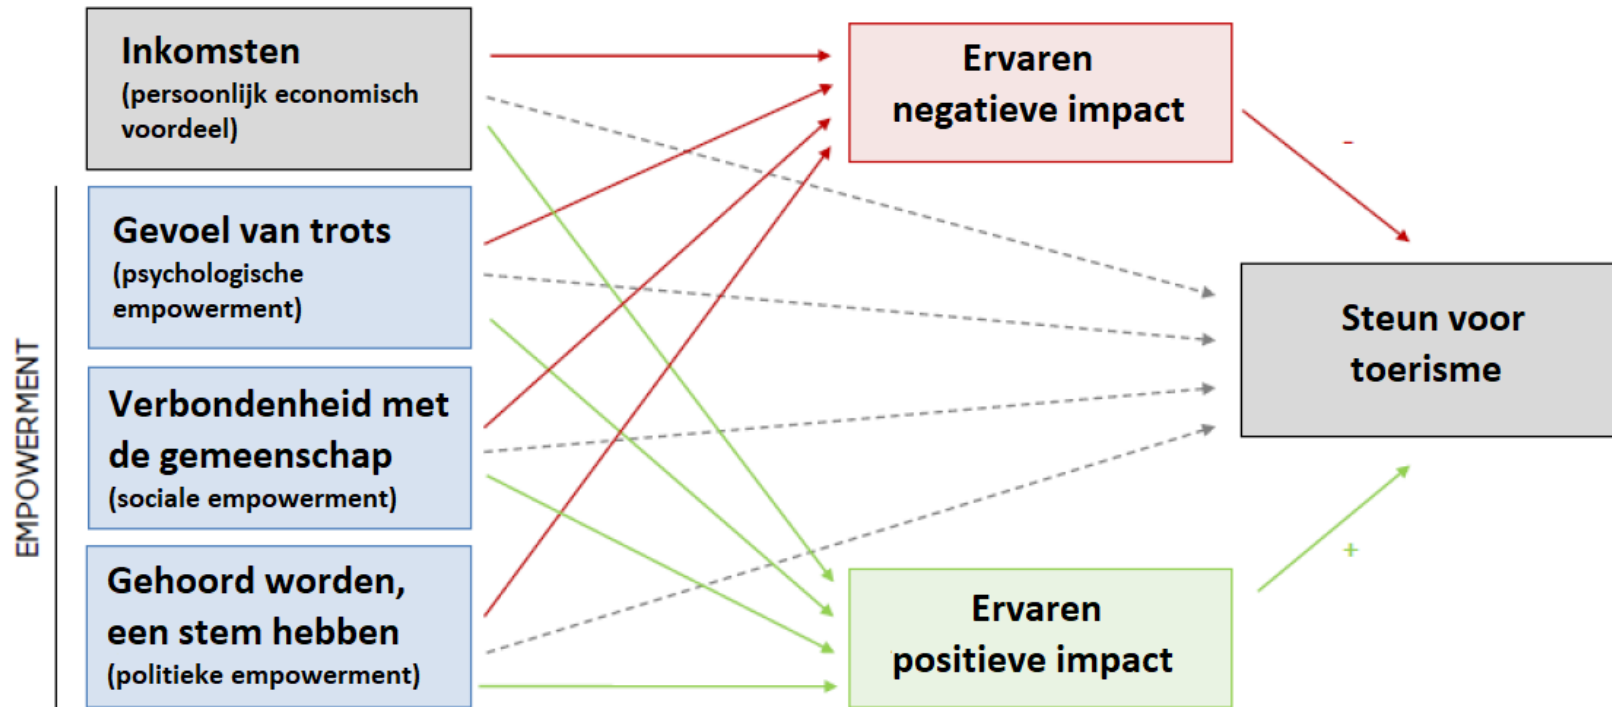 Inkomsten
(persoonlijk economisch
voordeel)
EMPOWERMENT
Gevoel van trots
(psychologische
empowerment)
Verbondenheid met
de gemeenschap
(sociale empowerment)
Gehoord worden,
een stem hebben
(politieke empowerment)
Ervaren
negatieve impact
-
Steun voor
toerisme
+
Ervaren
positieve impact